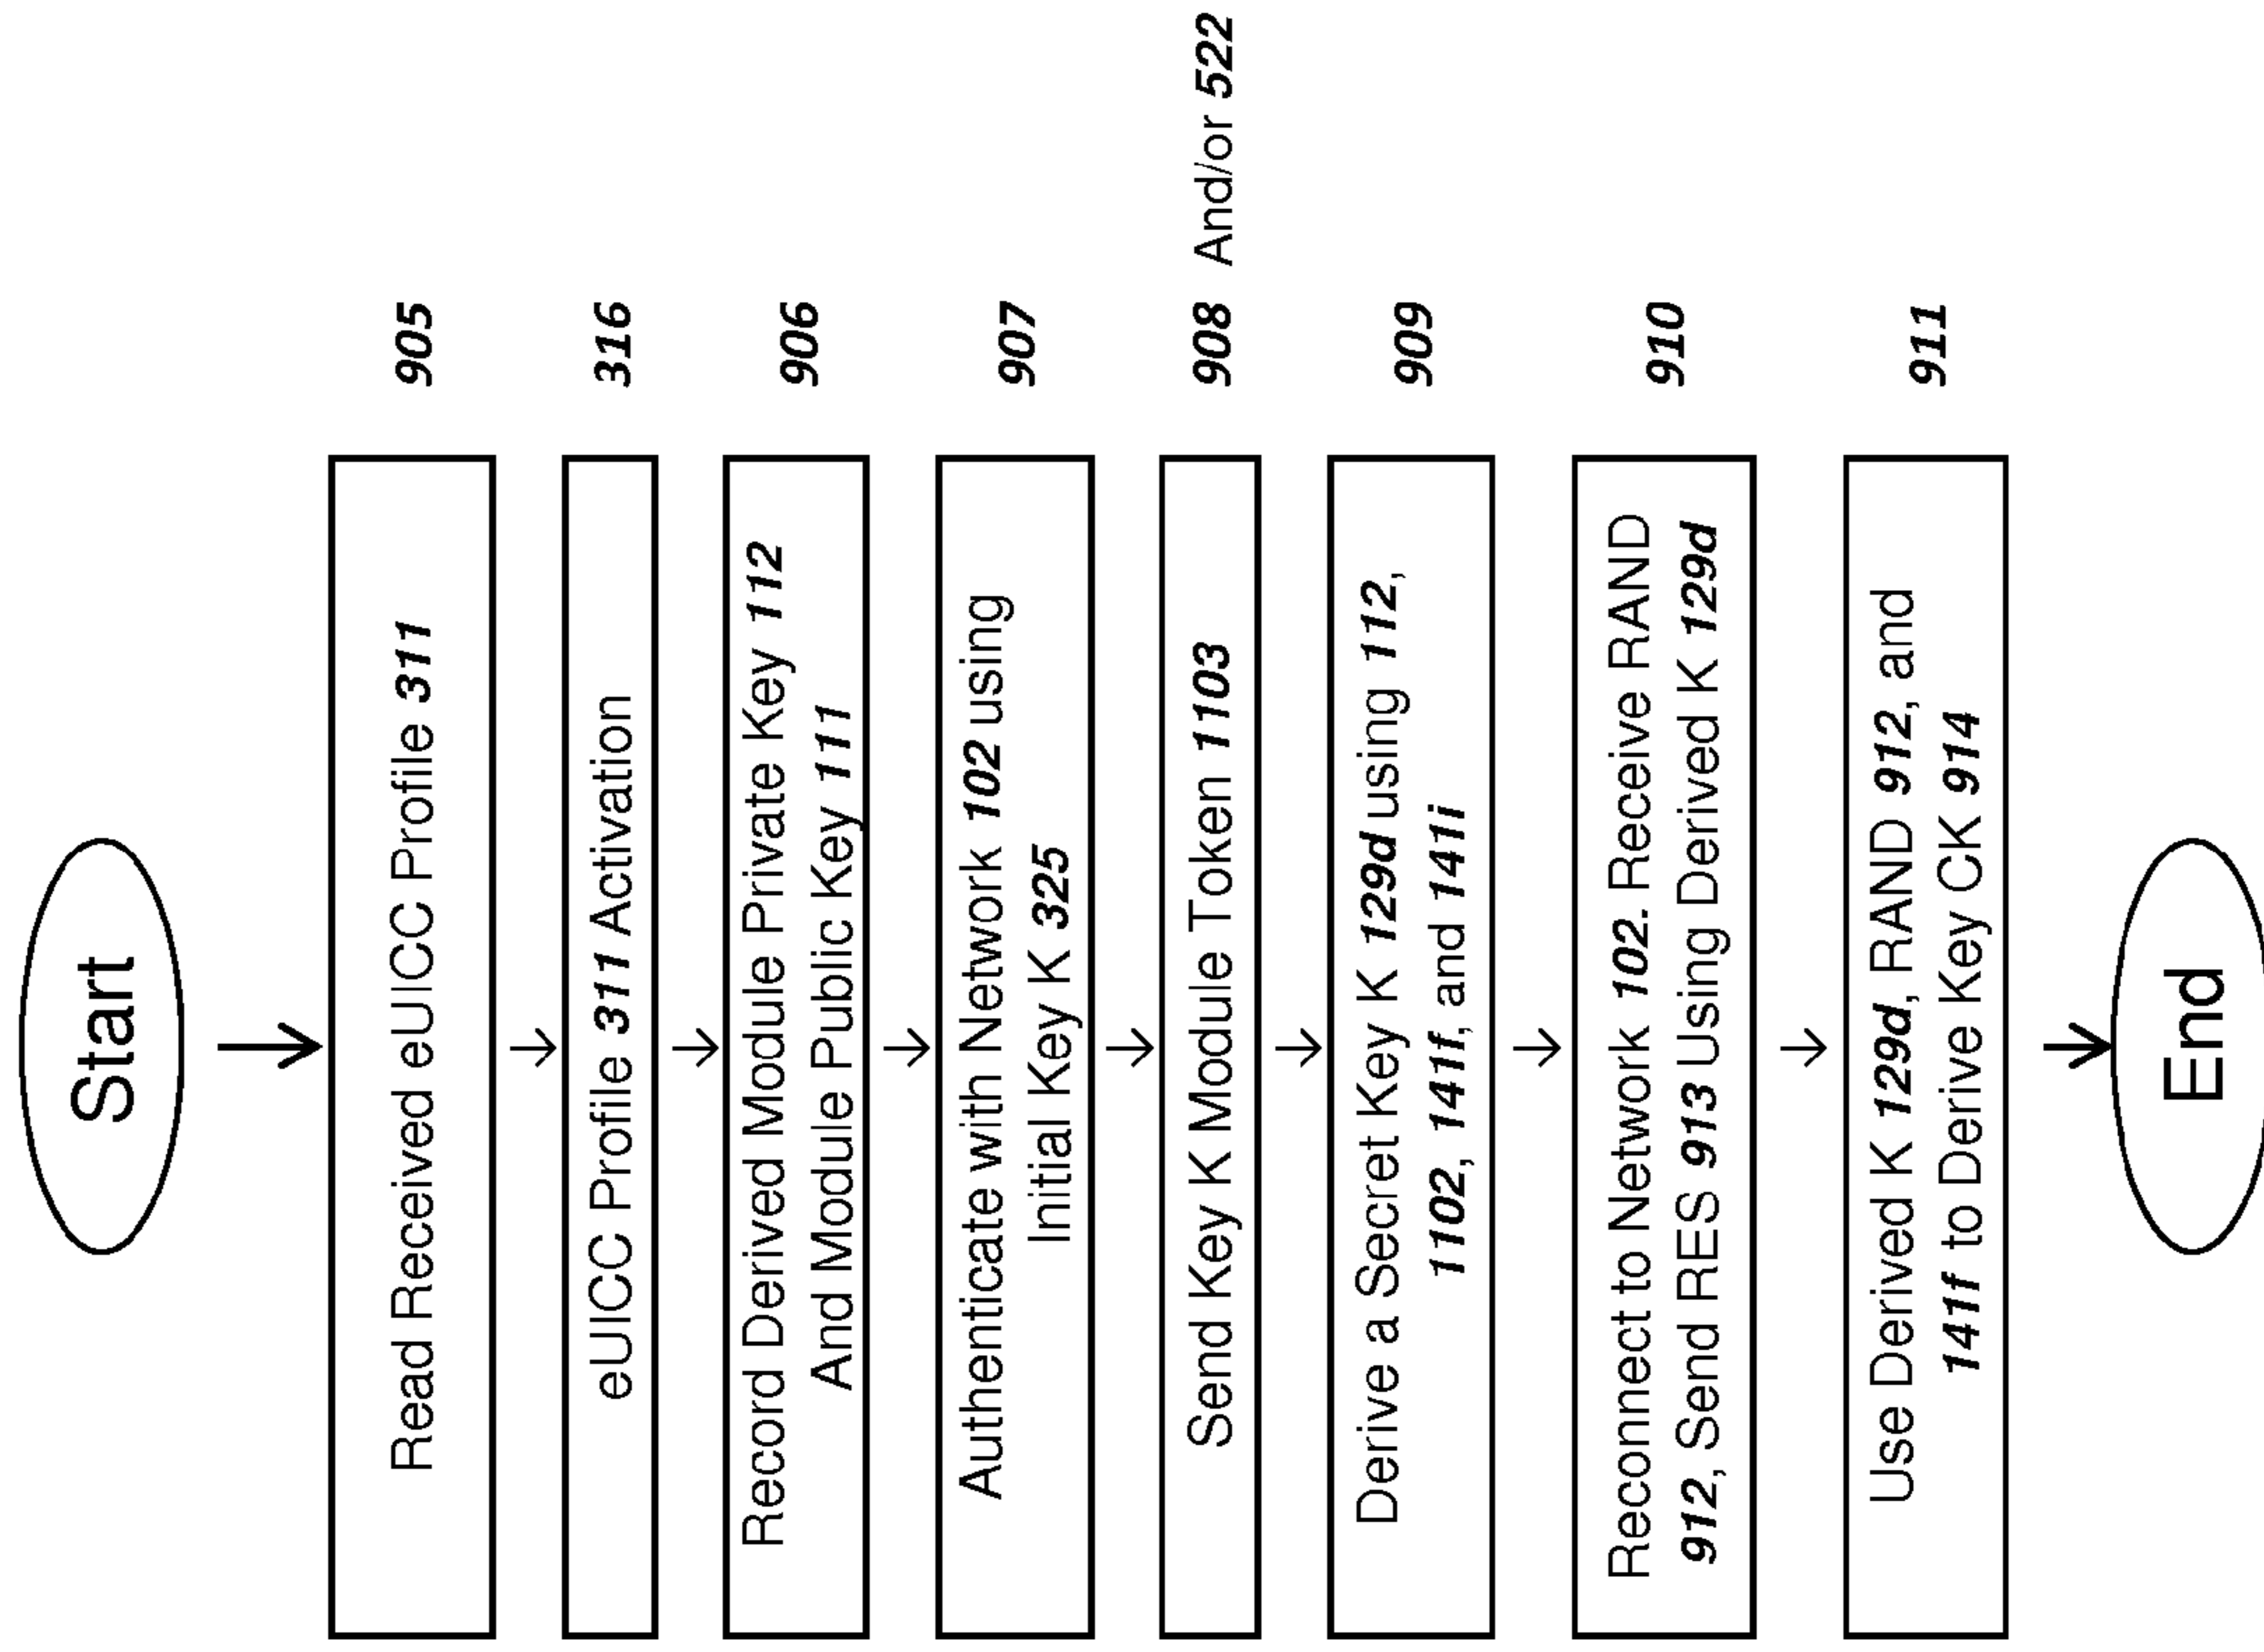 Start
Read Received eUICC Profile 311
905
eUICC Profile 311 Activation
316
Record Derived Module Private Key 112
And Module Public Key 111
906
Authenticate with Network 102 using
Initial Key K 325
907
Send Key K Module Token 1103
908 And/or 522
Derive a Secret Key K 129d using 112,
1102, 141f, and 141i
909
Reconnect to Network 102. Receive RAND
912, Send RES 913 Using Derived K 129d
910
Use Derived K 129d, RAND 912, and
141f to Derive Key CK 914
911
End